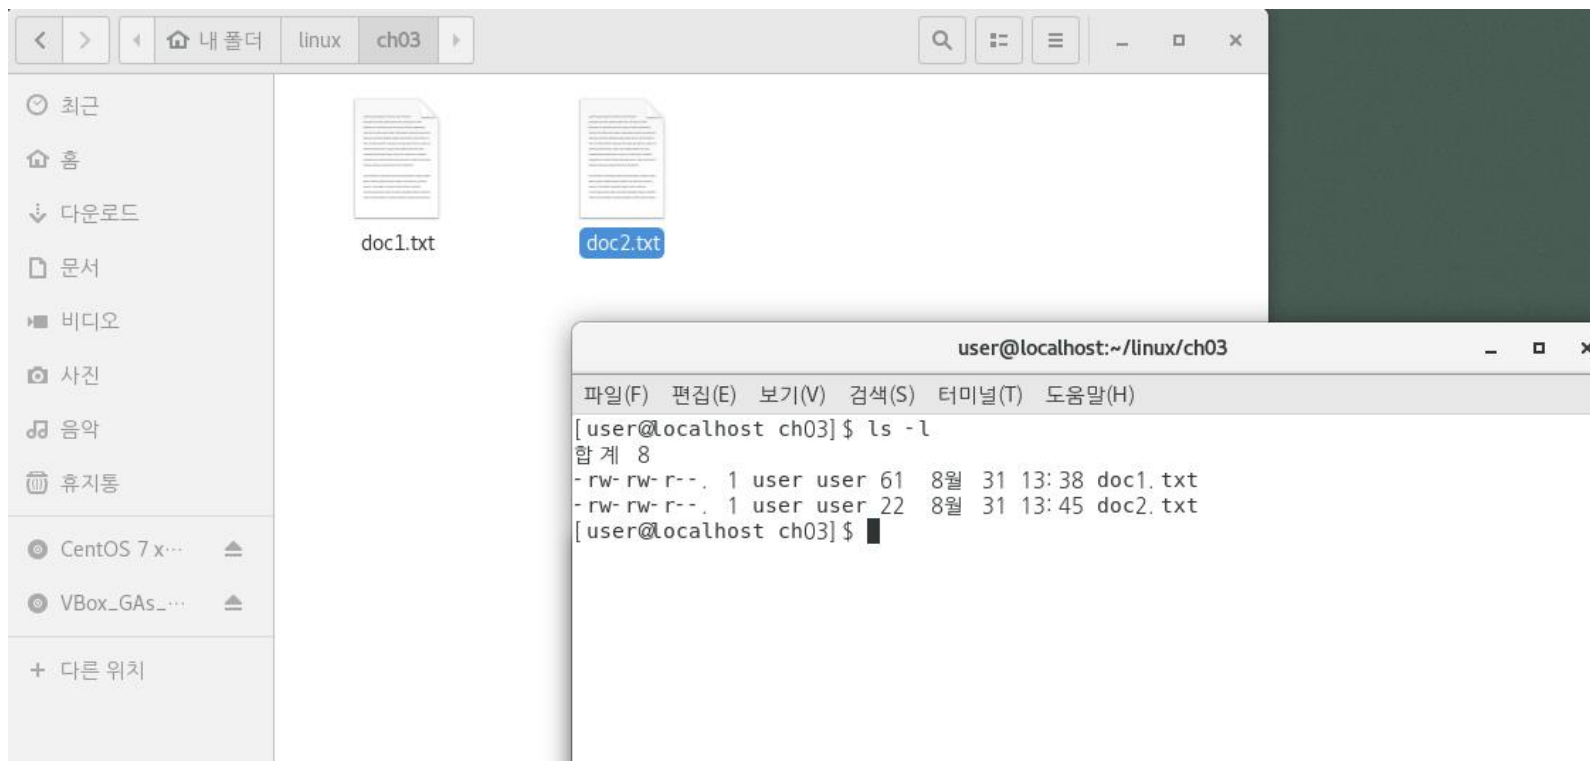 내 폴더 linux ch03
최근
홈
다운로드
문서
비디오
사진
음악
휴지통
CentOS 7 x…
VBox_GAs_…
+ 다른 위치
doc1.txt
doc2.txt
user@localhost:~/linux/ch03
파일(F) 편집(E) 보기(V) 검색(S) 터미널(T) 도움말(H)
[user@localhost ch03]$ ls -l
합계 8
-rw-rw-r--. 1 user user 61  8월 31 13:38 doc1.txt
-rw-rw-r--. 1 user user 22  8월 31 13:45 doc2.txt
[user@localhost ch03]$